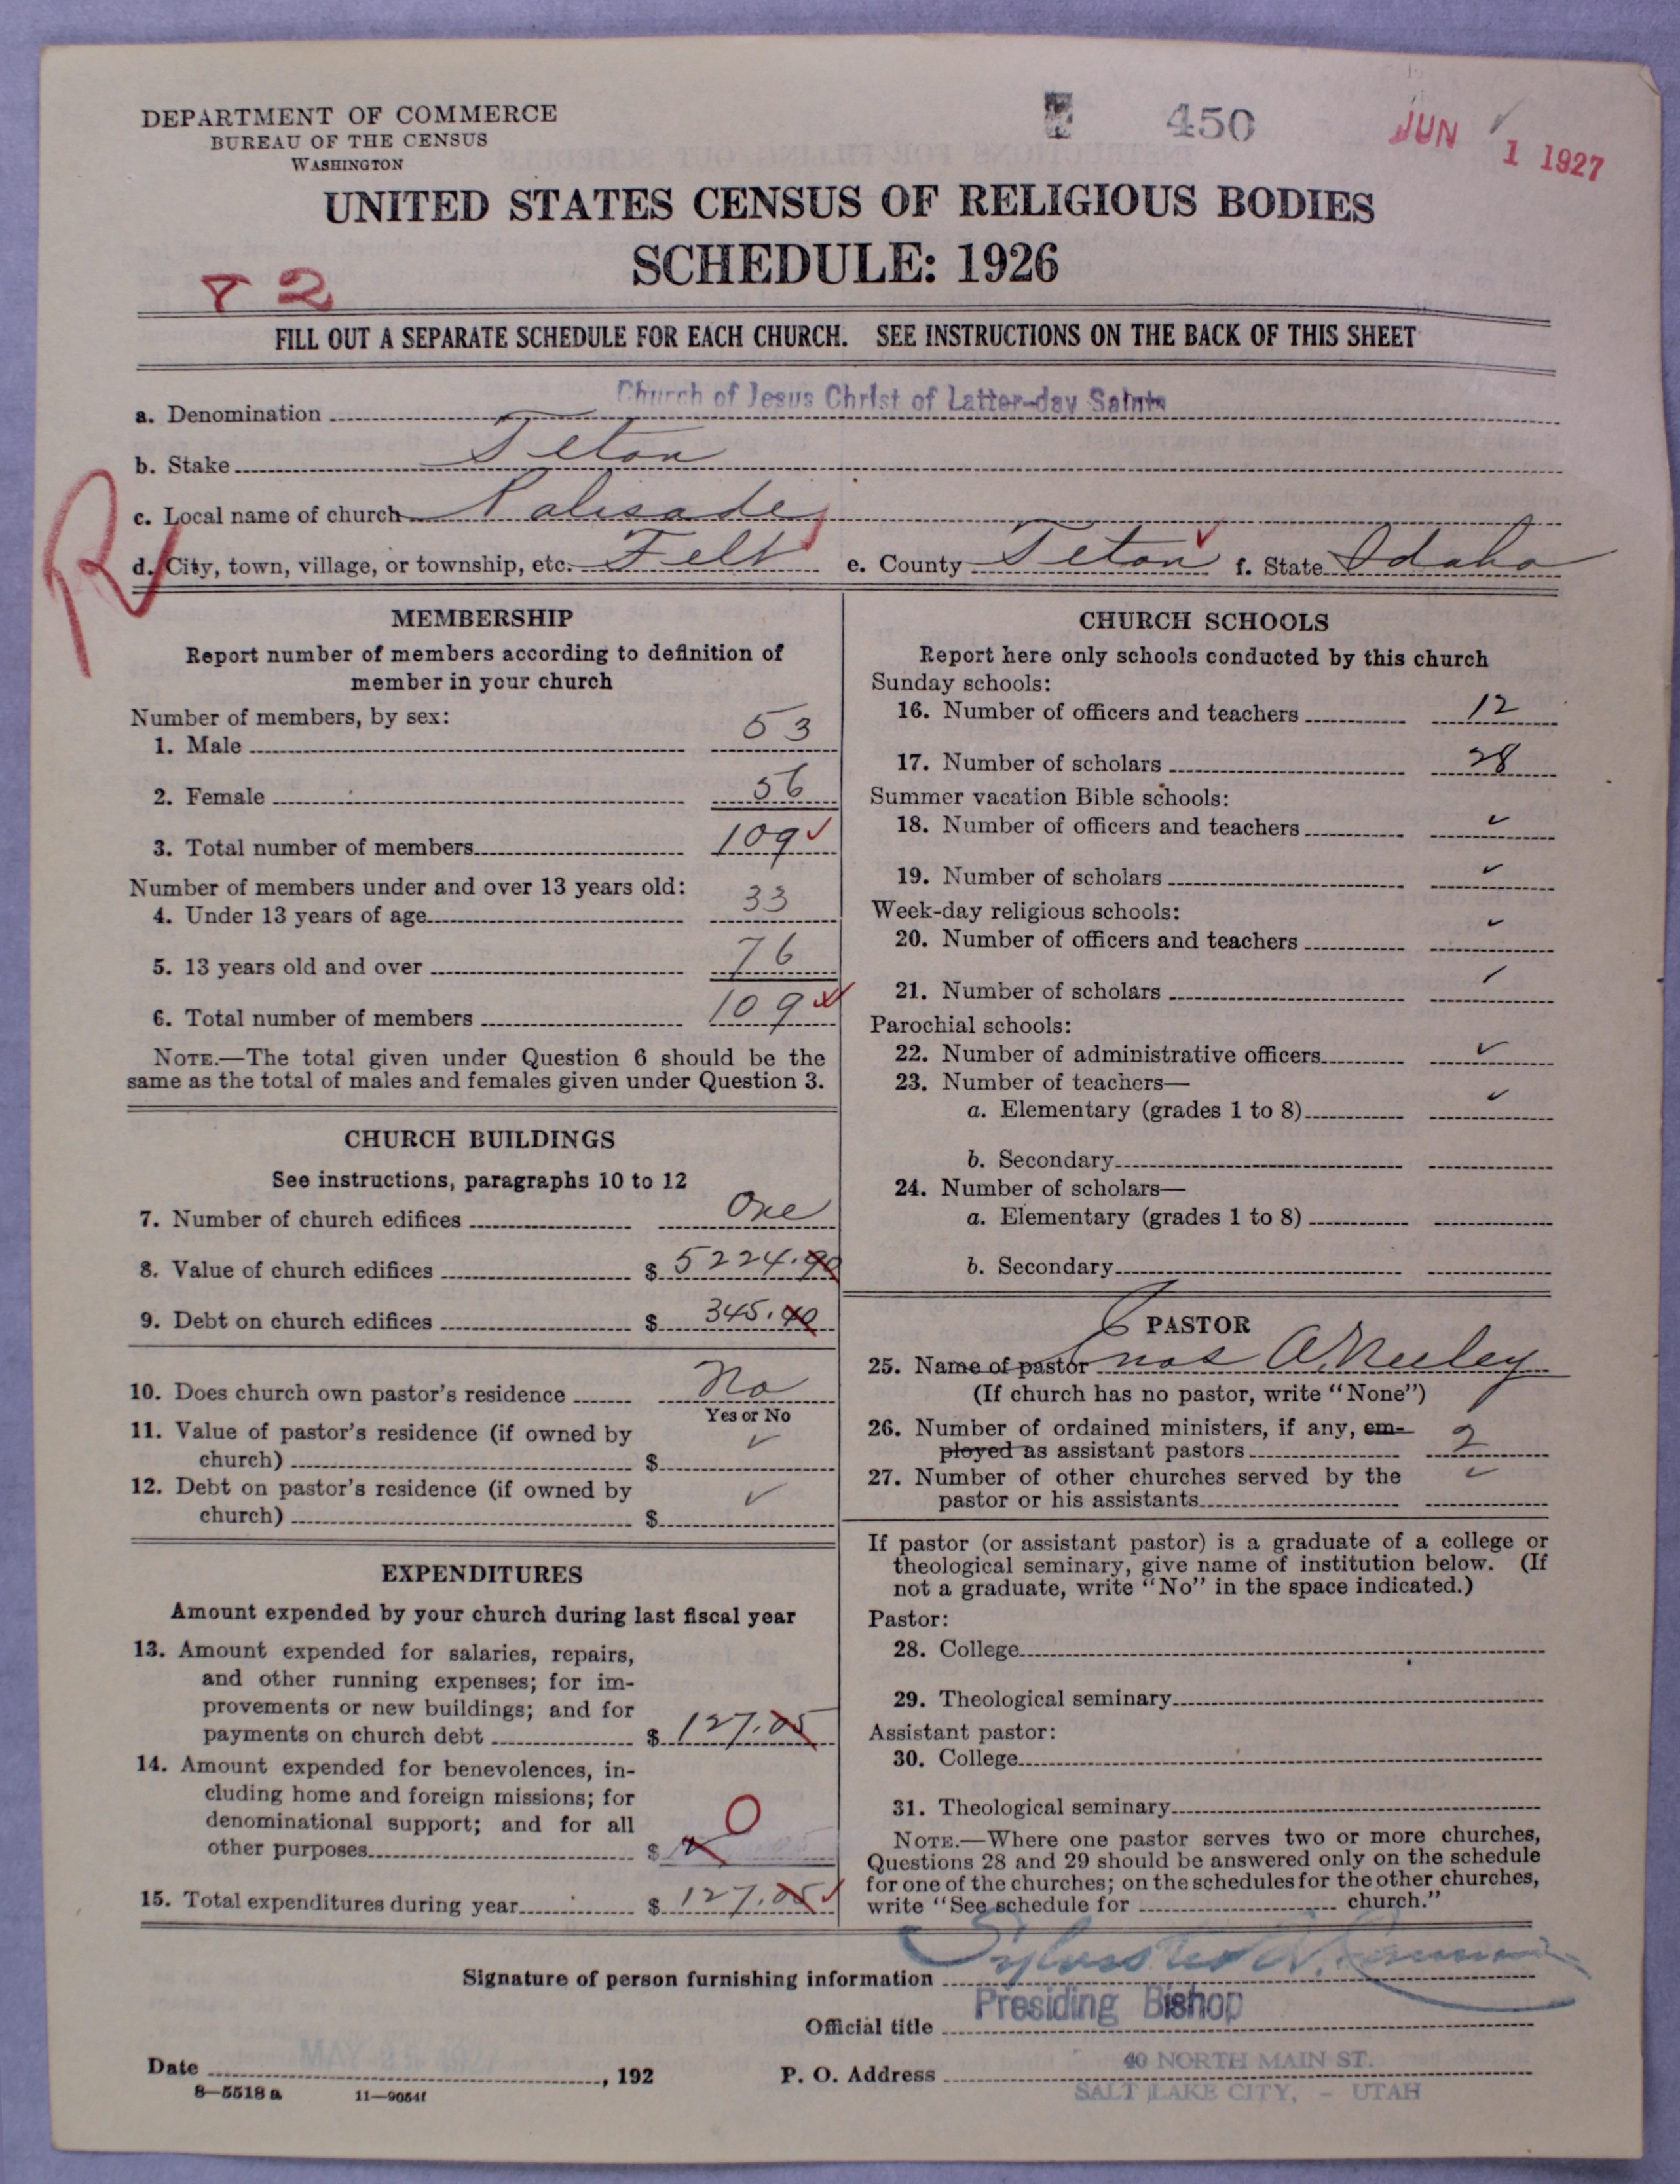 DEPARTMENT OF COMMERCE
BUREAU OF THE CENSUS
WASHINGTON
450
JUN 1 1927
UNITED STATES CENSUS OF RELIGIOUS BODIES
SCHEDULE: 1926
82
FILL OUT A SEPARATE SCHEDULE FOR EACH CHURCH. SEE INSTRUCTIONS ON THE BACK OF THIS SHEET
a. Denomination Church of Jesus Christ of Latter-day Saints
b. Stake Teton
c. Local name of church Palisade
R
d. City, town, village, or township, etc. Felt e. County Teton f. State Idaho
MEMBERSHIP
Report number of members according to definition of
member in your church
Number of members, by sex:
1. Male 53
2. Female 56
3. Total number of members 109
Number of members under and over 13 years old:
4. Under 13 years of age 33
5. 13 years old and over 76
6. Total number of members 109
NOTE.—The total given under Question 6 should be the
same as the total of males and females given under Question 3.
CHURCH BUILDINGS
See instructions, paragraphs 10 to 12
7. Number of church edifices One
8. Value of church edifices $ 5224.90
9. Debt on church edifices $ 345.40
10. Does church own pastor's residence No
Yes or No
11. Value of pastor's residence (if owned by
church) $ ✓
12. Debt on pastor's residence (if owned by
church) $ ✓
EXPENDITURES
Amount expended by your church during last fiscal year
13. Amount expended for salaries, repairs,
and other running expenses; for im-
provements or new buildings; and for
payments on church debt $ 127.05
14. Amount expended for benevolences, in-
cluding home and foreign missions; for
denominational support; and for all
other purposes $ 0
15. Total expenditures during year $ 127.05
CHURCH SCHOOLS
Report here only schools conducted by this church
Sunday schools:
16. Number of officers and teachers 12
17. Number of scholars 28
Summer vacation Bible schools:
18. Number of officers and teachers ✓
19. Number of scholars ✓
Week-day religious schools:
20. Number of officers and teachers ✓
21. Number of scholars ✓
Parochial schools:
22. Number of administrative officers ✓
23. Number of teachers—
a. Elementary (grades 1 to 8) ✓
b. Secondary
24. Number of scholars—
a. Elementary (grades 1 to 8)
b. Secondary
PASTOR
25. Name of pastor Enos A. Neeley
(If church has no pastor, write "None")
26. Number of ordained ministers, if any, em-
ployed as assistant pastors 2
27. Number of other churches served by the
pastor or his assistants ✓
If pastor (or assistant pastor) is a graduate of a college or
theological seminary, give name of institution below. (If
not a graduate, write "No" in the space indicated.)
Pastor:
28. College
29. Theological seminary
Assistant pastor:
30. College
31. Theological seminary
NOTE.—Where one pastor serves two or more churches,
Questions 28 and 29 should be answered only on the schedule
for one of the churches; on the schedules for the other churches,
write "See schedule for church."
Signature of person furnishing information Sylvester Q. Cannon
Official title Presiding Bishop
Date MAY 1927, 192 P. O. Address 40 NORTH MAIN ST.
SALT LAKE CITY, - UTAH
8—5518 a 11—9054f